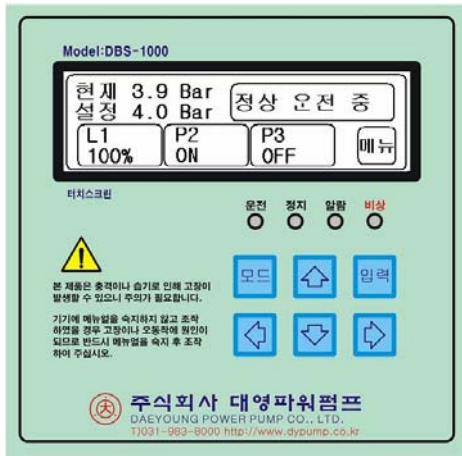 Model:DBS-1000
현재 3.9 Bar
설정 4.0 Bar
정상 운전 중
L1
100%
P2
ON
P3
OFF
메뉴
터치스크린
운전 정지 알람 비상
본 제품은 충격이나 습기로 인해 고장이
발생할 수 있으니 주의가 필요합니다.
기기에 메뉴얼을 숙지하지 않고 조작
하였을 경우 고장이나 오동작에 원인이
되므로 반드시 메뉴얼을 숙지 후 조작
하여 주십시오.
모드 입력
주식회사 대영파워펌프
DAEYOUNG POWER PUMP CO., LTD.
T)031-983-8000 http://www.dypump.co.kr